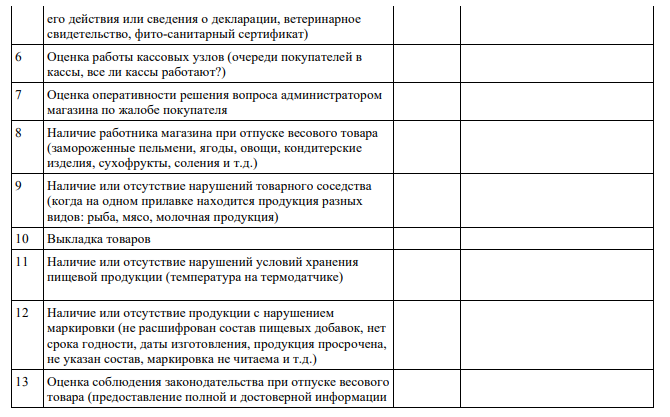 его действия или сведения о декларации, ветеринарное
свидетельство, фито-санитарный сертификат)
6 Оценка работы кассовых узлов (очереди покупателей в
кассы, все ли кассы работают?)
7 Оценка оперативности решения вопроса администратором
магазина по жалобе покупателя
8 Наличие работника магазина при отпуске весового товара
(замороженные пельмени, ягоды, овощи, кондитерские
изделия, сухофрукты, соления и т.д.)
9 Наличие или отсутствие нарушений товарного соседства
(когда на одном прилавке находится продукция разных
видов: рыба, мясо, молочная продукция)
10 Выкладка товаров
11 Наличие или отсутствие нарушений условий хранения
пищевой продукции (температура на термодатчике)
12 Наличие или отсутствие продукции с нарушением
маркировки (не расшифрован состав пищевых добавок, нет
срока годности, даты изготовления, продукция просрочена,
не указан состав, маркировка не читаема и т.д.)
13 Оценка соблюдения законодательства при отпуске весового
товара (предоставление полной и достоверной информации